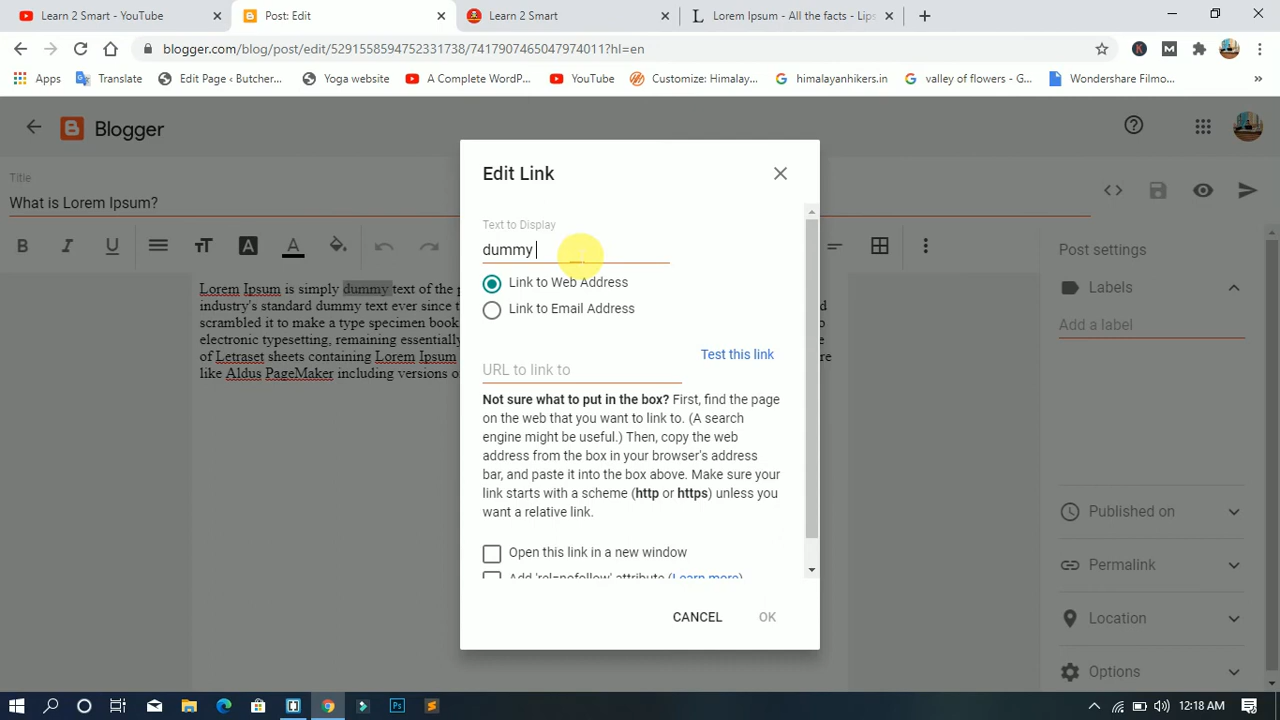 Learn 2 Smart - YouTube
Post: Edit
Learn 2 Smart
Lorem Ipsum - All the facts - Lips
blogger.com/blog/post/edit/5291558594752331738/7417907465047974011?hl=en
Apps
Translate
Edit Page ‹ Butcher...
Yoga website
A Complete WordP...
YouTube
Customize: Himalay...
himalayanhikers.in
valley of flowers - G...
Wondershare Filmo...
»
Blogger
Title
What is Lorem Ipsum?
B I U
Post settings
Lorem Ipsum is simply dummy text of the p
industry's standard dummy text ever since t
scrambled it to make a type specimen book
electronic typesetting, remaining essentially
of Letraset sheets containing Lorem Ipsum
like Aldus PageMaker including versions o
Edit Link
Text to Display
dummy
Link to Web Address
Link to Email Address
Test this link
URL to link to
Not sure what to put in the box? First, find the page
on the web that you want to link to. (A search
engine might be useful.) Then, copy the web
address from the box in your browser's address
bar, and paste it into the box above. Make sure your
link starts with a scheme (http or https) unless you
want a relative link.
Open this link in a new window
Add 'rel=nofollow' attribute (Learn more)
CANCEL
OK
Labels
Add a label
Published on
Permalink
Location
Options
12:18 AM